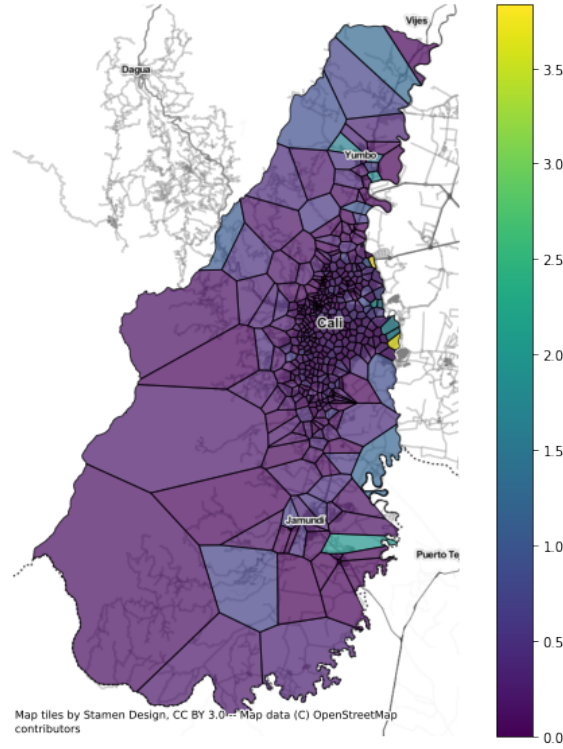 Vijes
Dagua
Yumbo
Cali
Jamundí
Puerto Te
Map tiles by Stamen Design, CC BY 3.0 -- Map data (C) OpenStreetMap
contributors
3.5
3.0
2.5
2.0
1.5
1.0
0.5
0.0